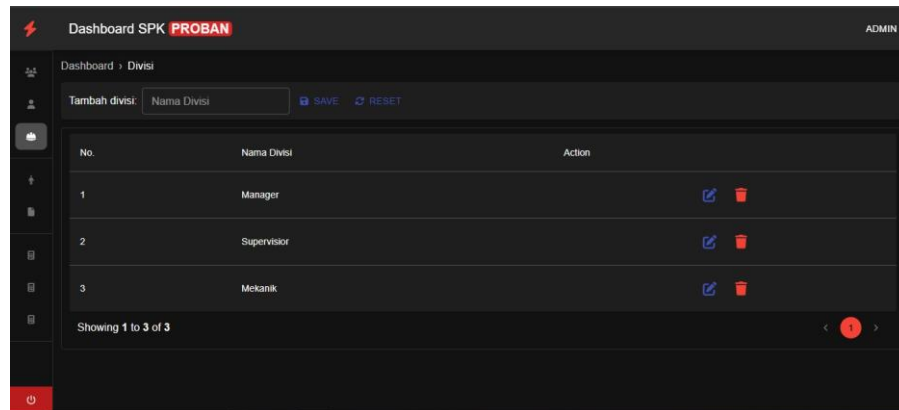 Dashboard SPK PROBAN
ADMIN
Dashboard › Divisi
Tambah divisi: Nama Divisi SAVE RESET
No. Nama Divisi Action
1 Manager
2 Supervisior
3 Mekanik
Showing 1 to 3 of 3
‹ 1 ›